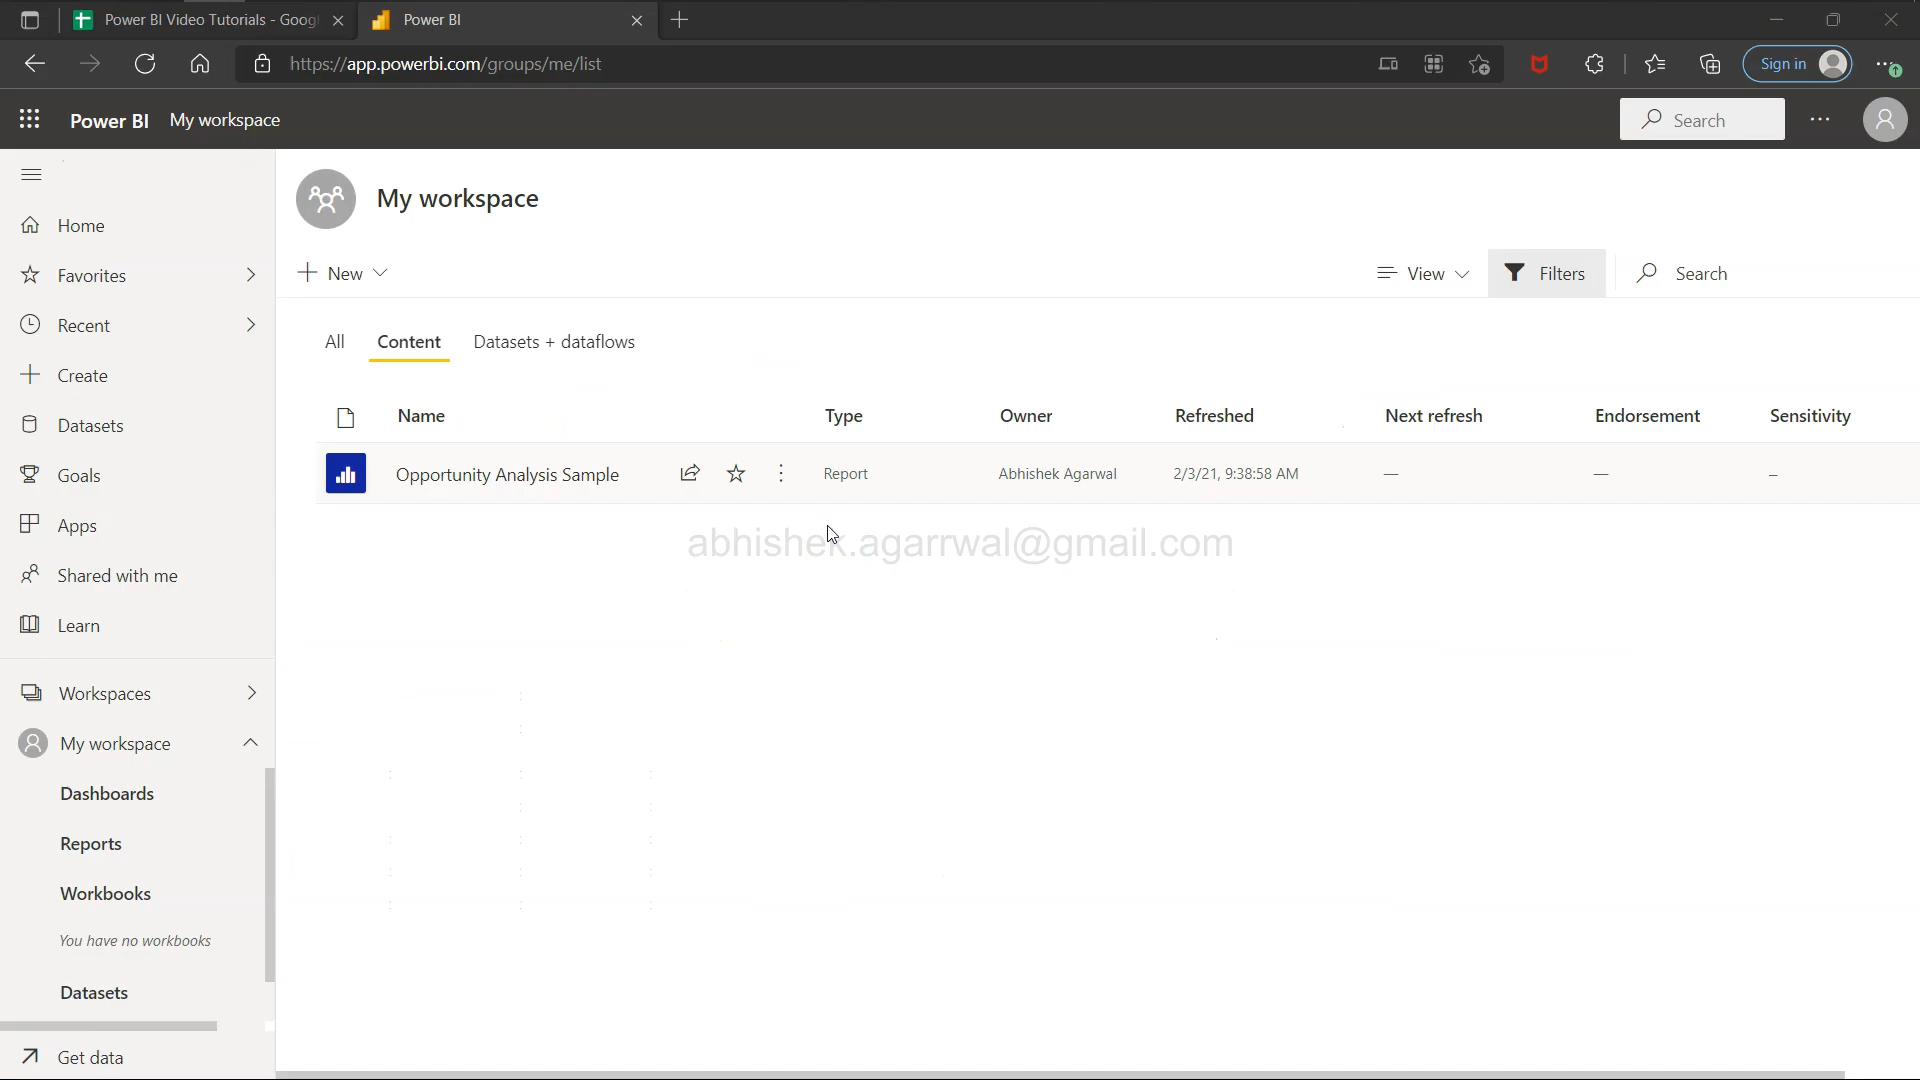 Power BI Video Tutorials - Googl
Power BI
https://app.powerbi.com/groups/me/list
Sign in
Power BI My workspace
Search
My workspace
Home
Favorites
Recent
Create
Datasets
Goals
Apps
Shared with me
Learn
Workspaces
My workspace
Dashboards
Reports
Workbooks
You have no workbooks
Datasets
Get data
New
View
Filters
Search
All Content Datasets + dataflows
Name Type Owner Refreshed Next refresh Endorsement Sensitivity
Opportunity Analysis Sample Report Abhishek Agarwal 2/3/21, 9:38:58 AM — — –
abhishek.agarrwal@gmail.com